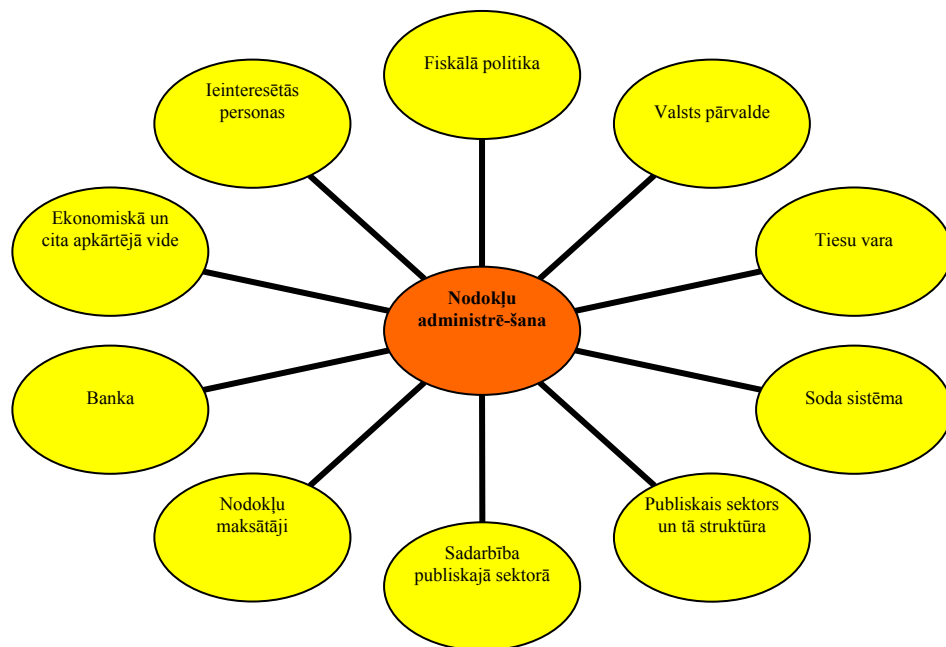 Fiskālā politika
Ieinteresētās
personas
Valsts pārvalde
Ekonomiskā un
cita apkārtējā vide
Tiesu vara
Nodokļu
administrē-šana
Banka
Soda sistēma
Nodokļu
maksātāji
Publiskais sektors
un tā struktūra
Sadarbība
publiskajā sektorā